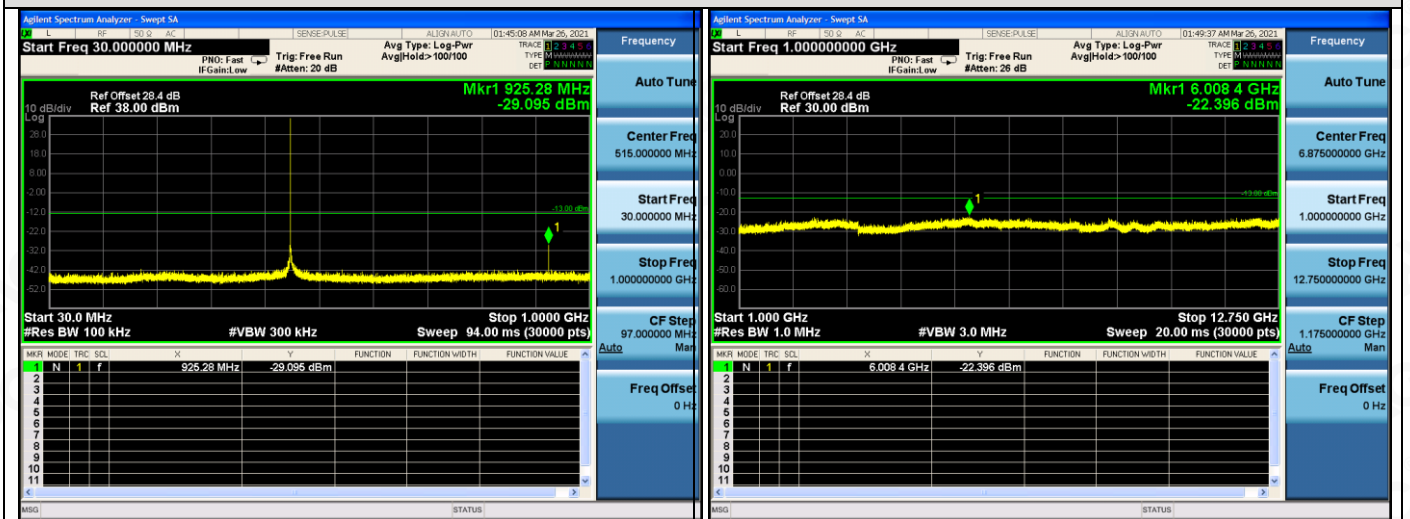 Agilent Spectrum Analyzer - Swept SA
L RF 50 Ω AC SENSE:PULSE ALIGN AUTO 01:45:08 AM Mar 26, 2021
Start Freq 30.000000 MHz
PNO: Fast
IFGain:Low
Trig: Free Run
#Atten: 20 dB
Avg Type: Log-Pwr
Avg|Hold:>100/100
TRACE 1 2 3 4 5 6
TYPE M
DET P N N N N N
Ref Offset 28.4 dB
10 dB/div Ref 38.00 dBm
Log
Mkr1 925.28 MHz
-29.095 dBm
28.0
18.0
8.00
-2.00
-12.0
-22.0
-32.0
-42.0
-52.0
-13.00 dBm
1
Start 30.0 MHz Stop 1.0000 GHz
#Res BW 100 kHz #VBW 300 kHz Sweep 94.00 ms (30000 pts)
MKR MODE TRC SCL X Y FUNCTION FUNCTION WIDTH FUNCTION VALUE
1 N 1 f 925.28 MHz -29.095 dBm
2
3
4
5
6
7
8
9
10
11
MSG STATUS
Frequency
Auto Tune
Center Freq
515.000000 MHz
Start Freq
30.000000 MHz
Stop Freq
1.000000000 GHz
CF Step
97.000000 MHz
Auto Man
Freq Offset
0 Hz
Agilent Spectrum Analyzer - Swept SA
L RF 50 Ω AC SENSE:PULSE ALIGN AUTO 01:49:37 AM Mar 26, 2021
Start Freq 1.000000000 GHz
PNO: Fast
IFGain:Low
Trig: Free Run
#Atten: 26 dB
Avg Type: Log-Pwr
Avg|Hold:>100/100
TRACE 1 2 3 4 5 6
TYPE M
DET P N N N N N
Ref Offset 28.4 dB
10 dB/div Ref 30.00 dBm
Log
Mkr1 6.008 4 GHz
-22.396 dBm
20.0
10.0
0.00
-10.0
-20.0
-30.0
-40.0
-50.0
-60.0
-13.00 dBm
1
Start 1.000 GHz Stop 12.750 GHz
#Res BW 1.0 MHz #VBW 3.0 MHz Sweep 20.00 ms (30000 pts)
MKR MODE TRC SCL X Y FUNCTION FUNCTION WIDTH FUNCTION VALUE
1 N 1 f 6.008 4 GHz -22.396 dBm
2
3
4
5
6
7
8
9
10
11
MSG STATUS
Frequency
Auto Tune
Center Freq
6.875000000 GHz
Start Freq
1.000000000 GHz
Stop Freq
12.750000000 GHz
CF Step
1.175000000 GHz
Auto Man
Freq Offset
0 Hz